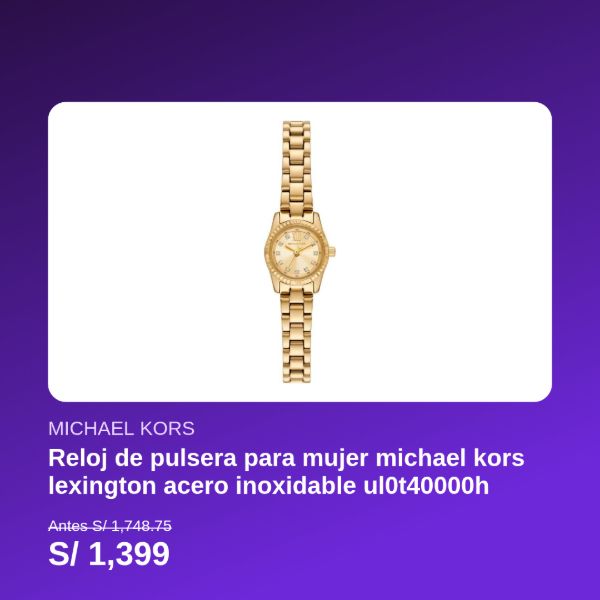 MICHAEL KORS
Reloj de pulsera para mujer michael kors
lexington acero inoxidable ul0t40000h
Antes S/ 1,748.75
S/ 1,399